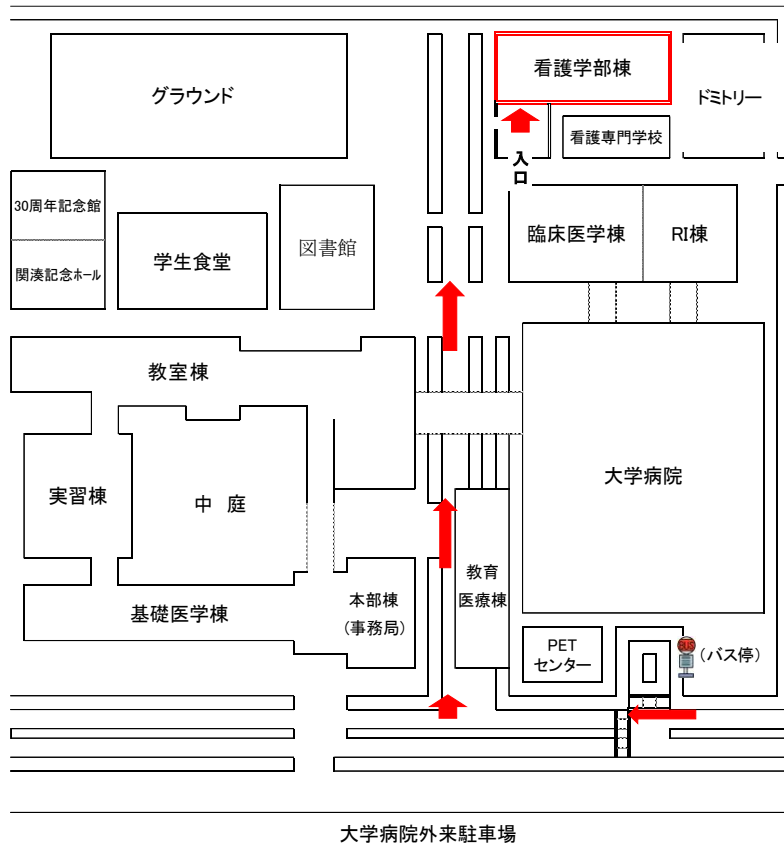 看護学部棟
グラウンド
ドミトリー
看護専門学校
入
口
30周年記念館
臨床医学棟
RI棟
学生食堂
図書館
関湊記念ホール
教室棟
大学病院
実習棟
中 庭
教育
医療棟
基礎医学棟
本部棟
(事務局)
PET
センター
BUS
(バス停)
大学病院外来駐車場